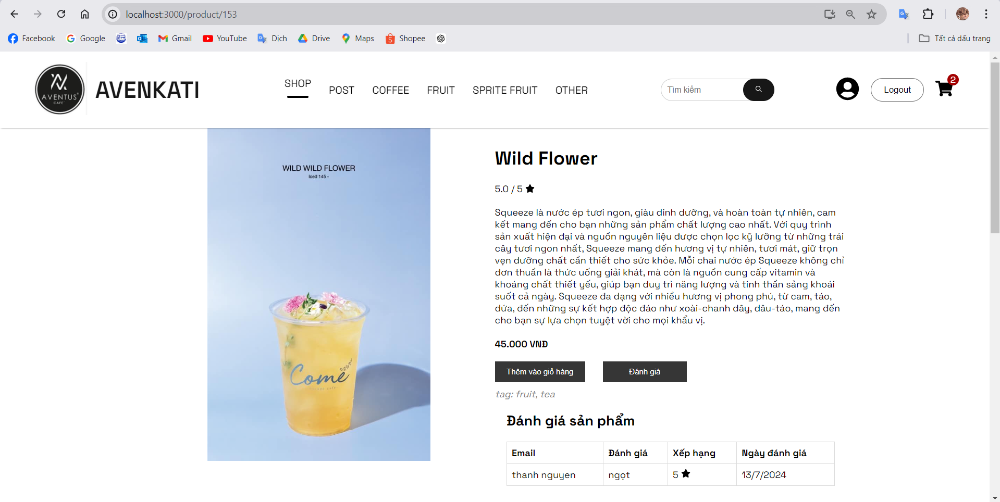 localhost:3000/product/153
Facebook Google Gmail YouTube Dịch Drive Maps Shopee Tất cả dấu trang
AVENTUS
CAFE
AVENKATI
SHOP POST COFFEE FRUIT SPRITE FRUIT OTHER
Tìm kiếm
Logout
2
WILD WILD FLOWER
Iced 145 -
Come
Wild Flower
5.0 / 5
Squeeze là nước ép tươi ngon, giàu dinh dưỡng, và hoàn toàn tự nhiên, cam
kết mang đến cho bạn những sản phẩm chất lượng cao nhất. Với quy trình
sản xuất hiện đại và nguồn nguyên liệu được chọn lọc kỹ lưỡng từ những trái
cây tươi ngon nhất, Squeeze mang đến hương vị tự nhiên, tươi mát, giữ trọn
vẹn dưỡng chất cần thiết cho sức khỏe. Mỗi chai nước ép Squeeze không chỉ
đơn thuần là thức uống giải khát, mà còn là nguồn cung cấp vitamin và
khoáng chất thiết yếu, giúp bạn duy trì năng lượng và tinh thần sảng khoái
suốt cả ngày. Squeeze đa dạng với nhiều hương vị phong phú, từ cam, táo,
dứa, đến những sự kết hợp độc đáo như xoài-chanh dây, dâu-táo, mang đến
cho bạn sự lựa chọn tuyệt vời cho mọi khẩu vị.
45.000 VNĐ
Thêm vào giỏ hàng Đánh giá
tag: fruit, tea
Đánh giá sản phẩm
Email Đánh giá Xếp hạng Ngày đánh giá
thanh nguyen ngọt 5 13/7/2024